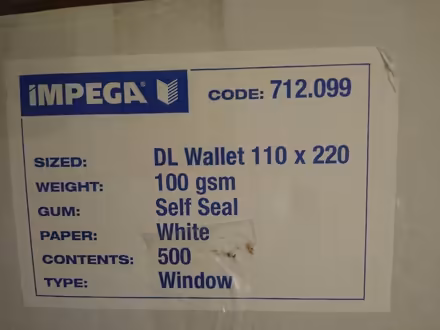 IMPEGA® CODE: 712.099
SIZED: DL Wallet 110 x 220
WEIGHT: 100 gsm
GUM: Self Seal
PAPER: White
CONTENTS: 500
TYPE: Window